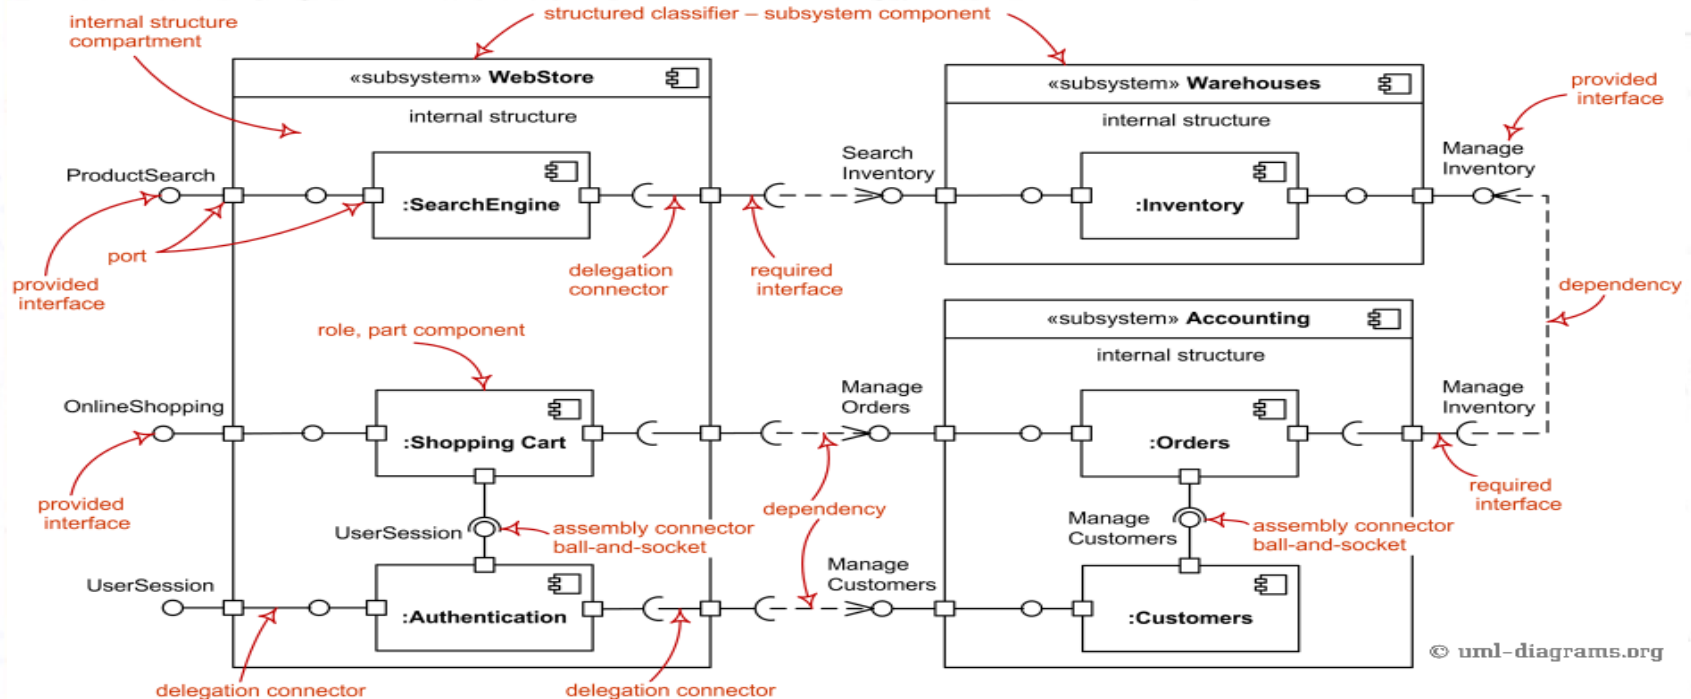 structured classifier – subsystem component
internal structure
compartment
«subsystem» WebStore
«subsystem» Warehouses
provided
interface
internal structure
internal structure
ProductSearch
:SearchEngine
Search
Inventory
:Inventory
Manage
Inventory
port
provided
interface
delegation
connector
required
interface
dependency
role, part component
«subsystem» Accounting
internal structure
OnlineShopping
:Shopping Cart
Manage
Orders
:Orders
Manage
Inventory
provided
interface
dependency
required
interface
UserSession
assembly connector
ball-and-socket
Manage
Customers
assembly connector
ball-and-socket
UserSession
:Authentication
Manage
Customers
:Customers
© uml-diagrams.org
delegation connector
delegation connector